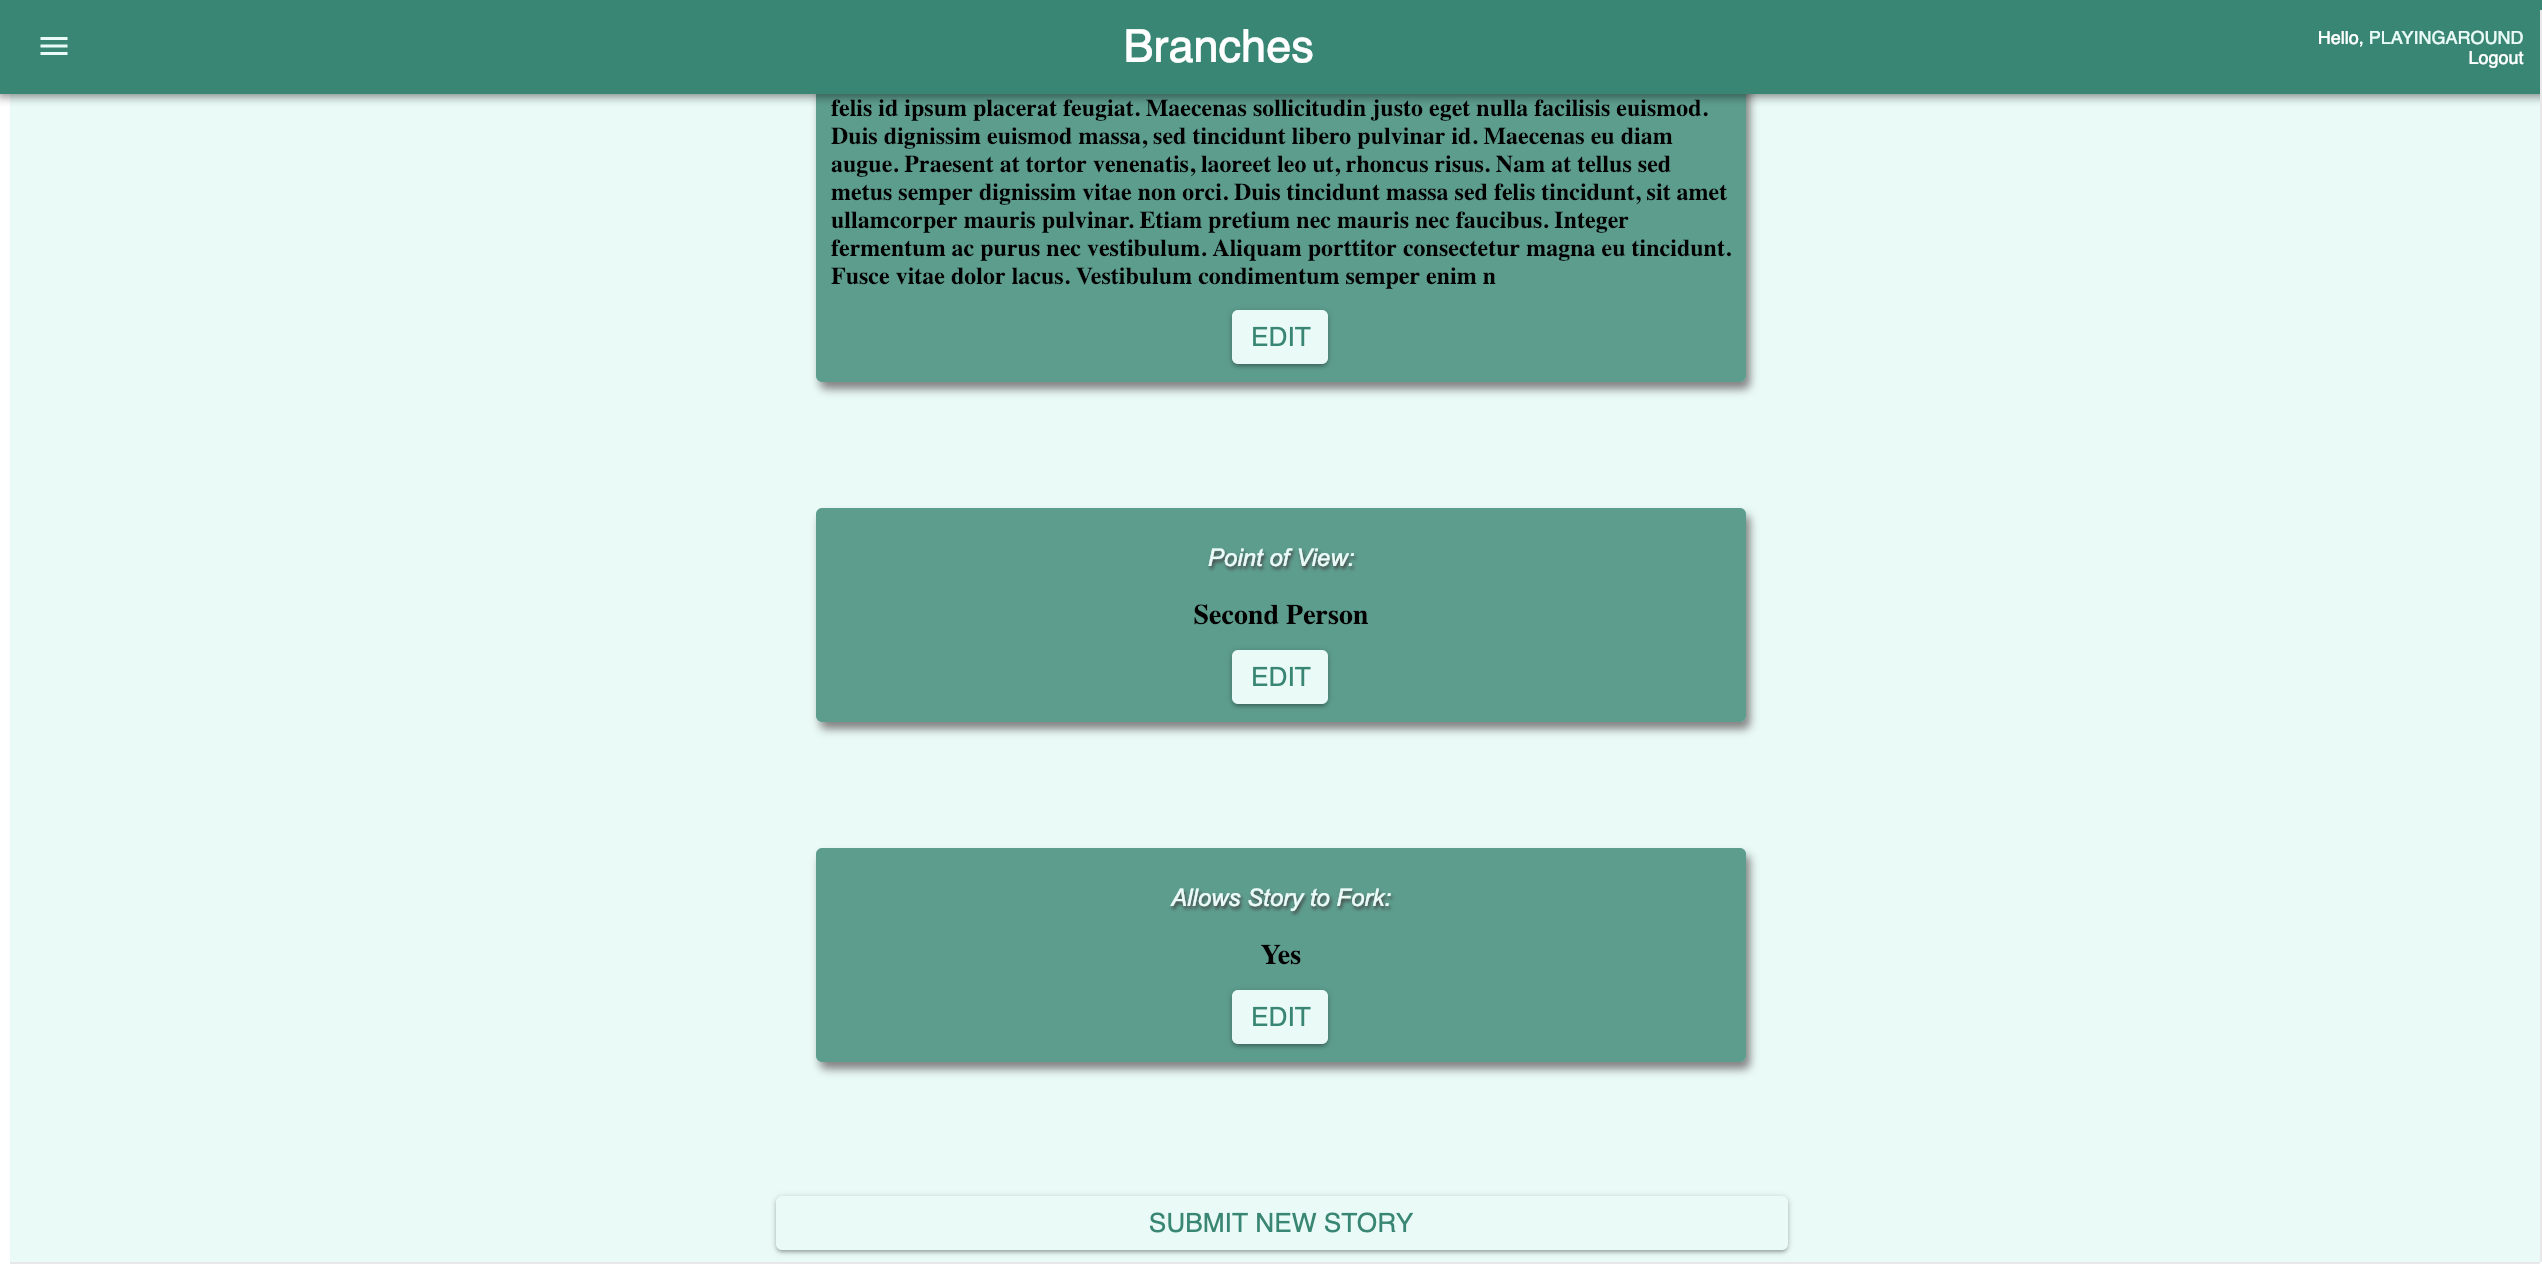 Branches
Hello, PLAYINGAROUND
Logout
felis id ipsum placerat feugiat. Maecenas sollicitudin justo eget nulla facilisis euismod.
Duis dignissim euismod massa, sed tincidunt libero pulvinar id. Maecenas eu diam
augue. Praesent at tortor venenatis, laoreet leo ut, rhoncus risus. Nam at tellus sed
metus semper dignissim vitae non orci. Duis tincidunt massa sed felis tincidunt, sit amet
ullamcorper mauris pulvinar. Etiam pretium nec mauris nec faucibus. Integer
fermentum ac purus nec vestibulum. Aliquam porttitor consectetur magna eu tincidunt.
Fusce vitae dolor lacus. Vestibulum condimentum semper enim n
EDIT
Point of View:
Second Person
EDIT
Allows Story to Fork:
Yes
EDIT
SUBMIT NEW STORY